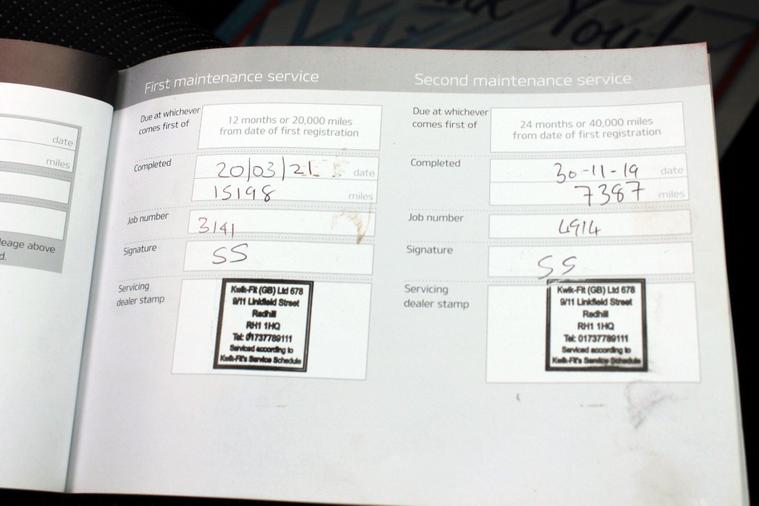 Thank You!
First maintenance service
Due at whichever
comes first of
12 months or 20,000 miles
from date of first registration
Completed
20/03/21 date
15198 miles
Job number
3141
Signature
SS
Servicing
dealer stamp
Kwik-Fit (GB) Ltd 678
9/11 Linkfield Street
Redhill
RH1 1HQ
Tel: 01737789111
Serviced according to
Kwik-Fit's Service Schedule
Second maintenance service
Due at whichever
comes first of
24 months or 40,000 miles
from date of first registration
Completed
30-11-19 date
7387 miles
Job number
4914
Signature
SS
Servicing
dealer stamp
Kwik-Fit (GB) Ltd 678
9/11 Linkfield Street
Redhill
RH1 1HQ
Tel: 01737789111
Serviced according to
Kwik-Fit's Service Schedule
date
miles
leage above
d.